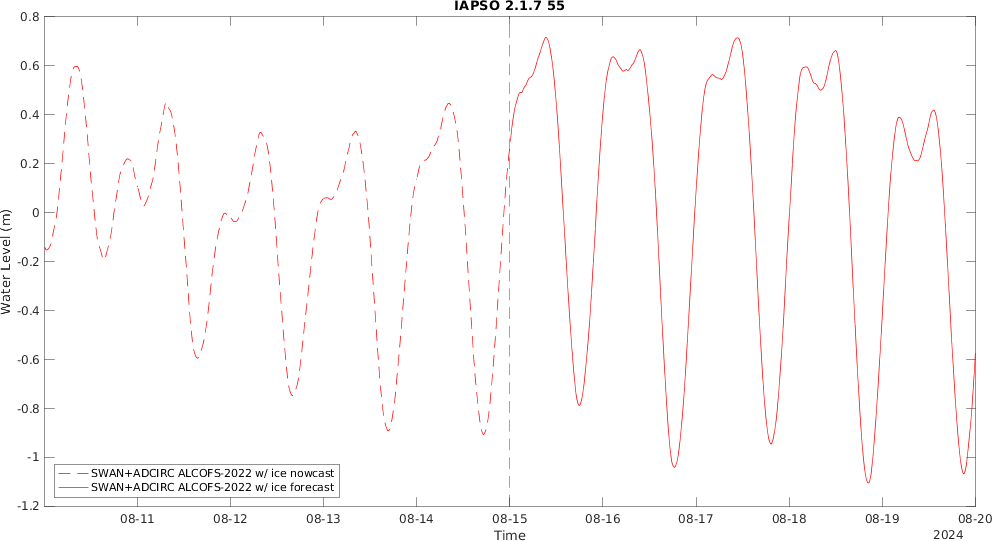 IAPSO 2.1.7 55
0.8
0.6
0.4
0.2
0
-0.2
-0.4
-0.6
-0.8
-1
-1.2
Water Level (m)
SWAN+ADCIRC ALCOFS-2022 w/ ice nowcast
SWAN+ADCIRC ALCOFS-2022 w/ ice forecast
08-11 08-12 08-13 08-14 08-15 08-16 08-17 08-18 08-19 08-20
Time
2024